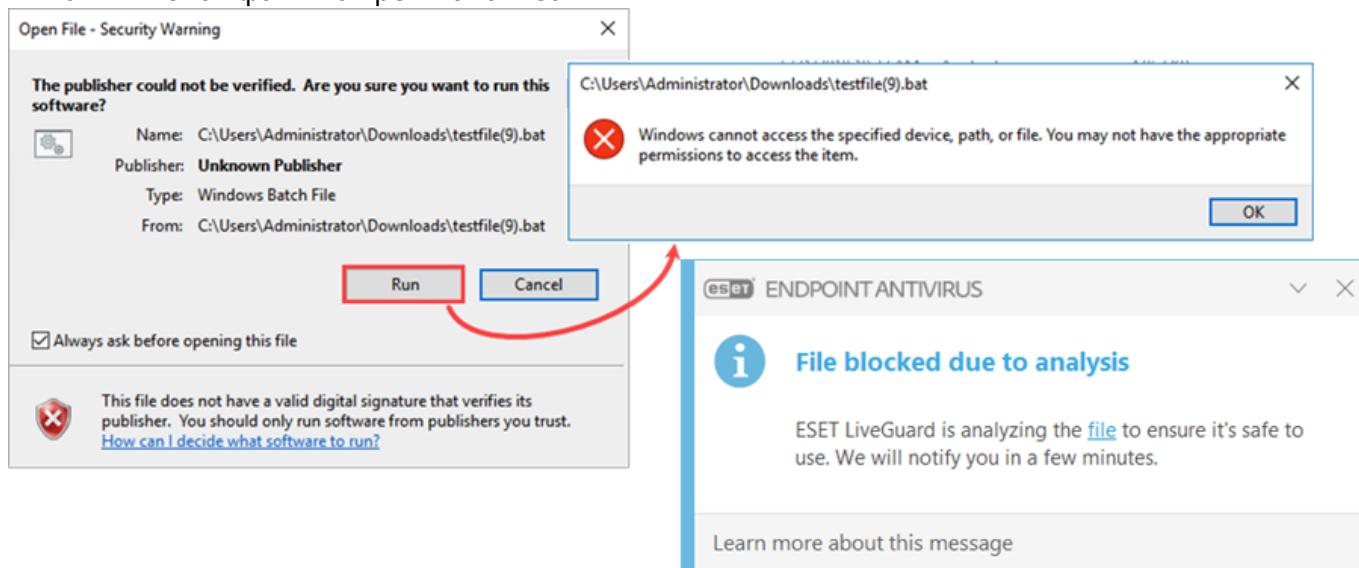 Open File - Security Warning
The publisher could not be verified. Are you sure you want to run this
software?
Name: C:\Users\Administrator\Downloads\testfile(9).bat
Publisher: Unknown Publisher
Type: Windows Batch File
From: C:\Users\Administrator\Downloads\testfile(9).bat
Run Cancel
Always ask before opening this file
This file does not have a valid digital signature that verifies its
publisher. You should only run software from publishers you trust.
How can I decide what software to run?
C:\Users\Administrator\Downloads\testfile(9).bat
Windows cannot access the specified device, path, or file. You may not have the appropriate
permissions to access the item.
OK
eset ENDPOINT ANTIVIRUS
File blocked due to analysis
ESET LiveGuard is analyzing the file to ensure it's safe to
use. We will notify you in a few minutes.
Learn more about this message